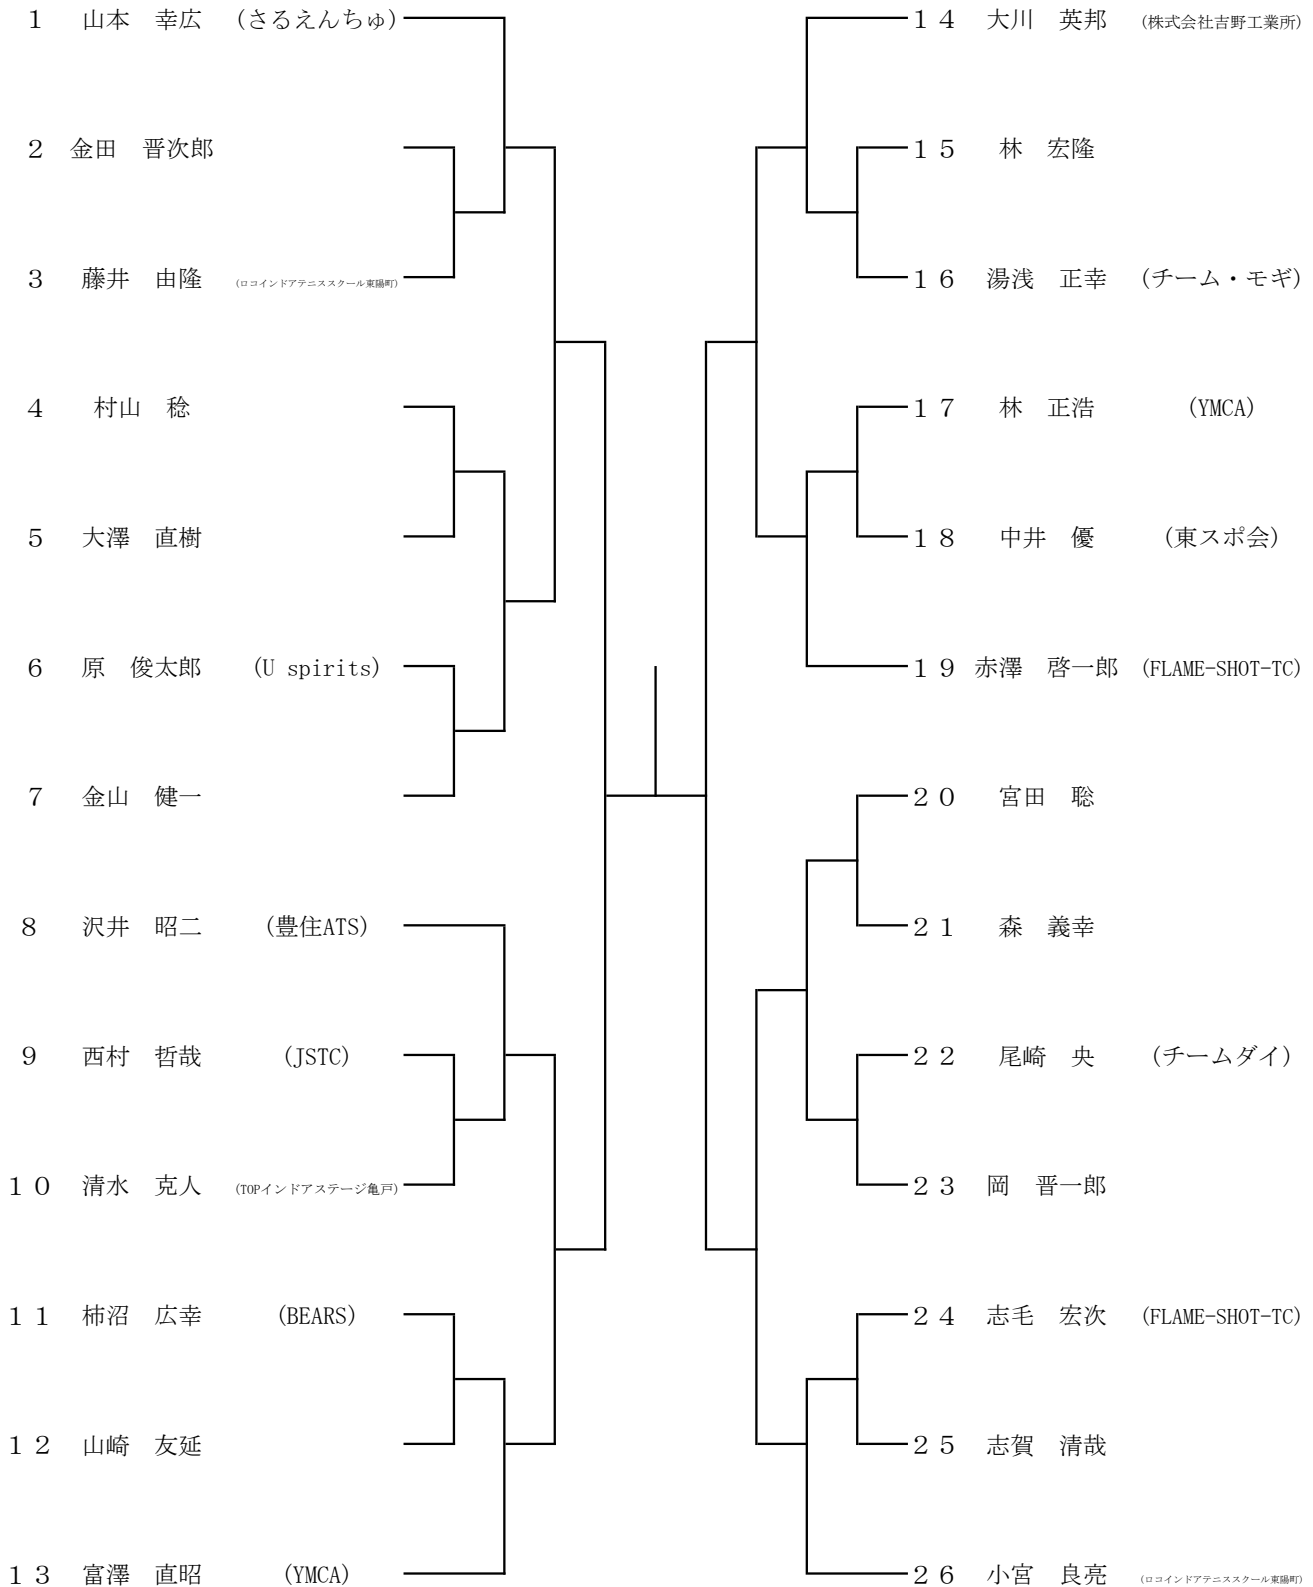 １ 山本　幸広 (さるえんちゅ)
２ 金田　晋次郎
３ 藤井　由隆 (ロコインドアテニススクール東陽町)
４ 村山　稔
５ 大澤　直樹
６ 原　俊太郎 (U spirits)
７ 金山　健一
８ 沢井　昭二 (豊住ATS)
９ 西村　哲哉 (JSTC)
１０ 清水　克人 (TOPインドアステージ亀戸)
１１ 柿沼　広幸 (BEARS)
１２ 山崎　友延
１３ 富澤　直昭 (YMCA)
１４ 大川　英邦 (株式会社吉野工業所)
１５ 林　宏隆
１６ 湯浅　正幸 (チーム・モギ)
１７ 林　正浩 (YMCA)
１８ 中井　優 (東スポ会)
１９ 赤澤　啓一郎 (FLAME-SHOT-TC)
２０ 宮田　聡
２１ 森　義幸
２２ 尾崎　央 (チームダイ)
２３ 岡　晋一郎
２４ 志毛　宏次 (FLAME-SHOT-TC)
２５ 志賀　清哉
２６ 小宮　良亮 (ロコインドアテニススクール東陽町)